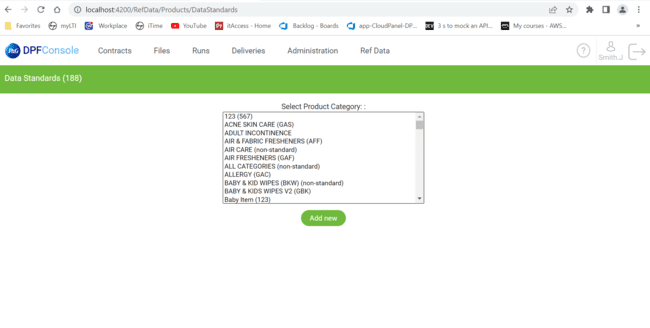 localhost:4200/RefData/Products/DataStandards
Favorites myLTI Workplace iTime YouTube itAccess - Home Backlog - Boards app-CloudPanel-DP... 3 s to mock an API... My courses - AWS... »
P&G DPFConsole Contracts Files Runs Deliveries Administration Ref Data ? Smith.J
Data Standards (188)
Select Product Category: :
123 (567)
ACNE SKIN CARE (GAS)
ADULT INCONTINENCE
AIR & FABRIC FRESHENERS (AFF)
AIR CARE (non-standard)
AIR FRESHENERS (GAF)
ALL CATEGORIES (non-standard)
ALLERGY (GAC)
BABY & KID WIPES (BKW) (non-standard)
BABY & KIDS WIPES V2 (GBK)
Baby Item (123)
Add new